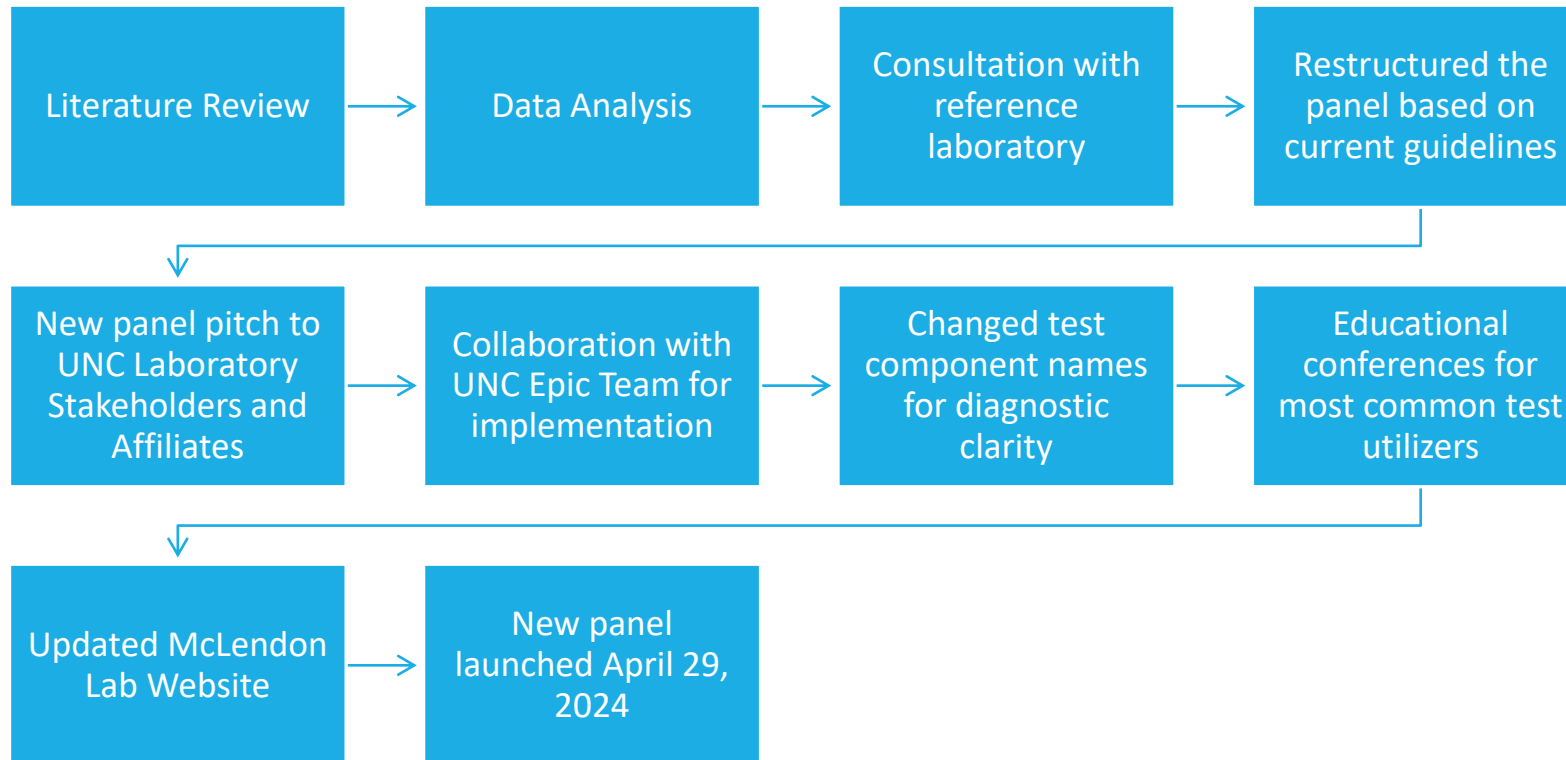 Literature Review
Data Analysis
Consultation with
reference
laboratory
Restructured the
panel based on
current guidelines
New panel pitch to
UNC Laboratory
Stakeholders and
Affiliates
Collaboration with
UNC Epic Team for
implementation
Changed test
component names
for diagnostic
clarity
Educational
conferences for
most common test
utilizers
Updated McLendon
Lab Website
New panel
launched April 29,
2024